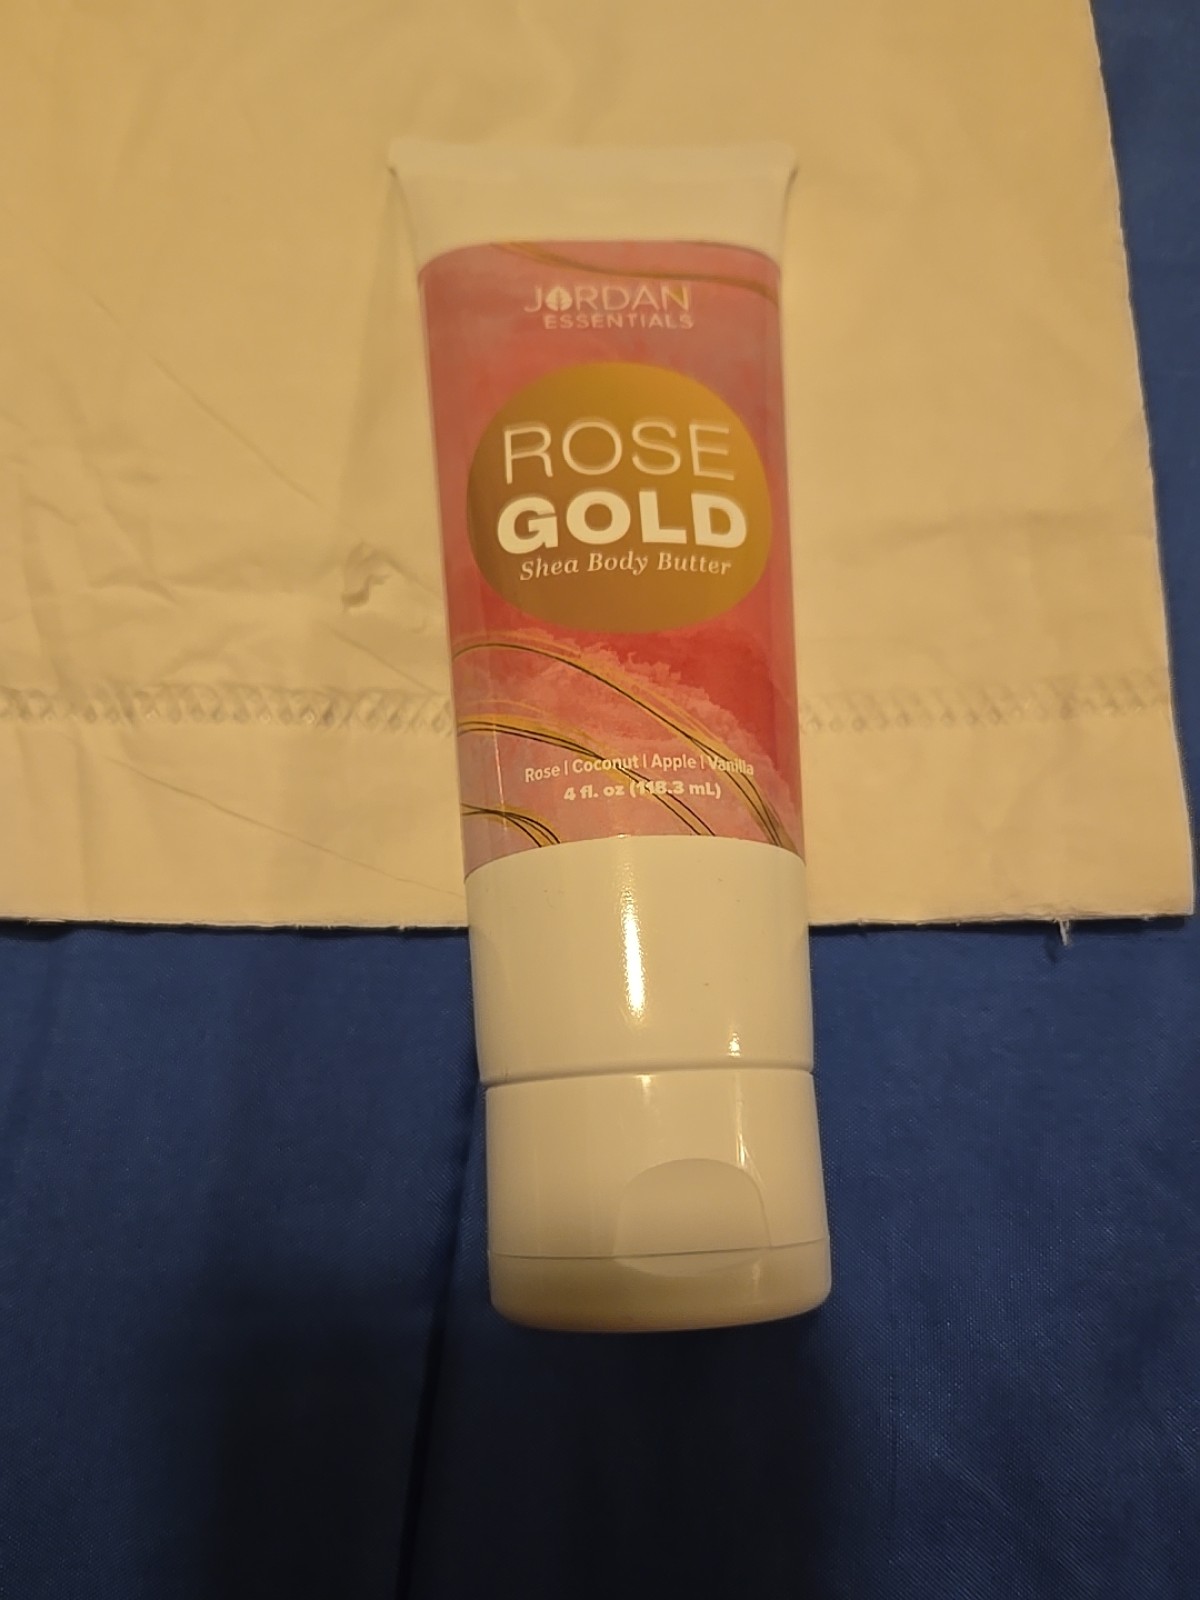 JORDAN
ESSENTIALS
ROSE
GOLD
Shea Body Butter
Rose | Coconut | Apple | Vanilla
4 fl. oz (118.3 mL)